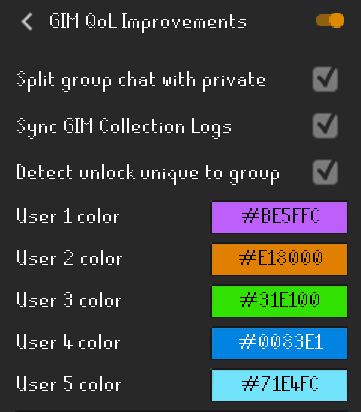 GIM QoL Improvements
Split group chat with private
Sync GIM Collection Logs
Detect unlock unique to group
User 1 color #BE5FFC
User 2 color #E18000
User 3 color #31E100
User 4 color #0083E1
User 5 color #71E4FC